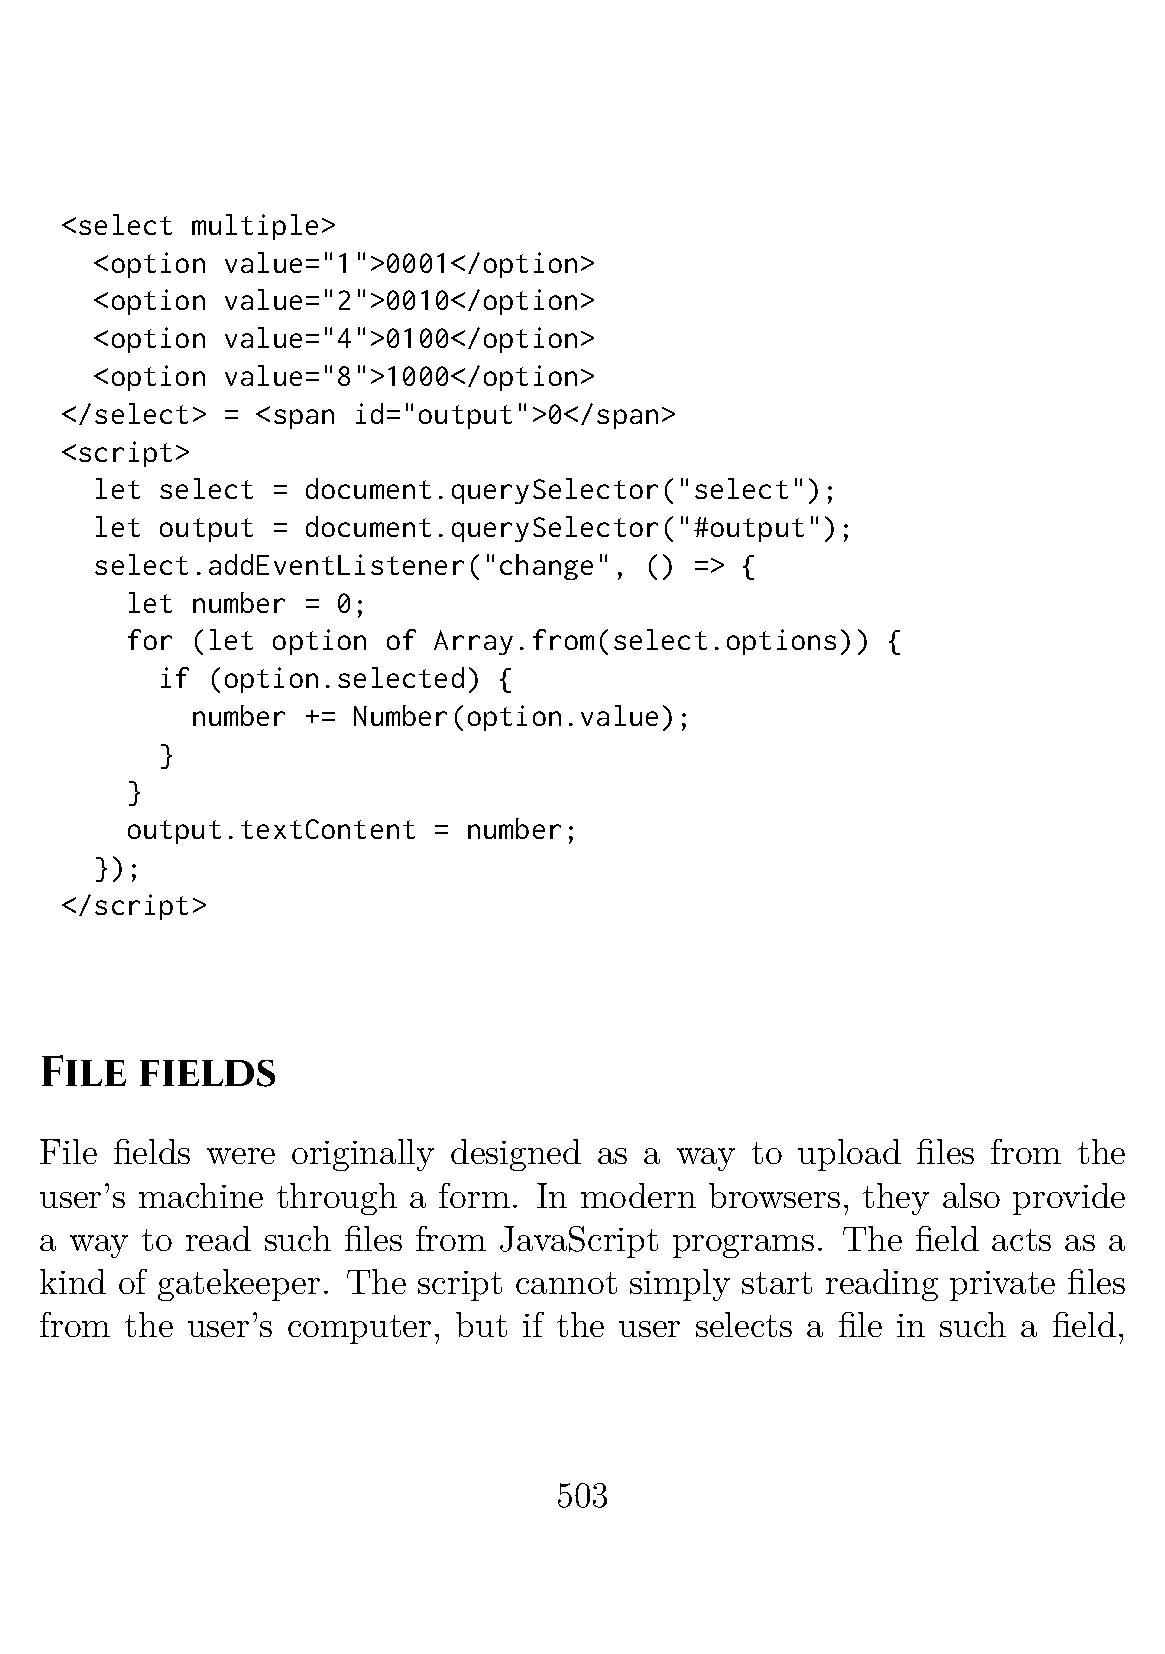 <select multiple>
  <option value="1">0001</option>
  <option value="2">0010</option>
  <option value="4">0100</option>
  <option value="8">1000</option>
</select> = <span id="output">0</span>
<script>
  let select = document.querySelector("select");
  let output = document.querySelector("#output");
  select.addEventListener("change", () => {
    let number = 0;
    for (let option of Array.from(select.options)) {
      if (option.selected) {
        number += Number(option.value);
      }
    }
    output.textContent = number;
  });
</script>
File fields
File fields were originally designed as a way to upload files from the
user's machine through a form. In modern browsers, they also provide
a way to read such files from JavaScript programs. The field acts as a
kind of gatekeeper. The script cannot simply start reading private files
from the user's computer, but if the user selects a file in such a field,
503